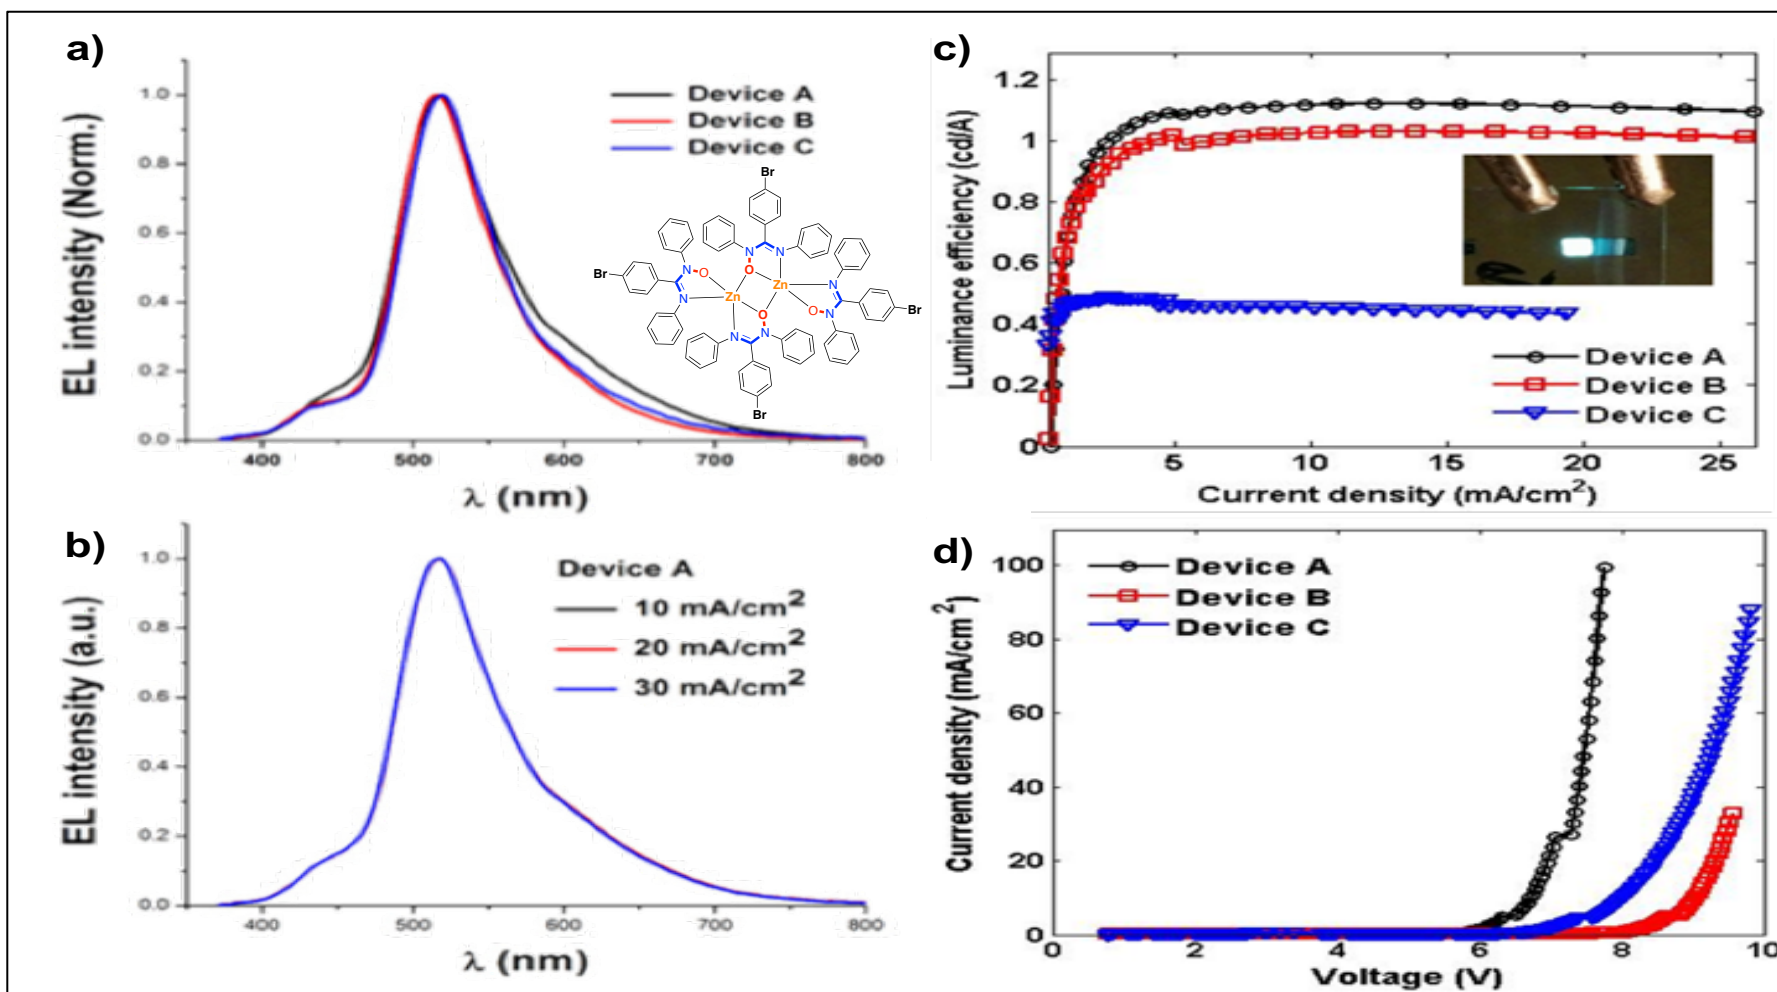 a)
EL intensity (Norm.)
1.0
0.8
0.6
0.4
0.2
0.0
400 500 600 700 800
λ (nm)
Device A
Device B
Device C
Br
Br
Br
Br
N O
N
Zn
N N
O
Zn
O
N N
N
O N
c)
Luminance efficiency (cd/A)
1.2
1
0.8
0.6
0.4
0.2
0
5 10 15 20 25
Current density (mA/cm²)
Device A
Device B
Device C
b)
EL intensity (a.u.)
1.0
0.8
0.6
0.4
0.2
0.0
400 500 600 700 800
λ (nm)
Device A
10 mA/cm²
20 mA/cm²
30 mA/cm²
d)
Current density (mA/cm²)
100
80
60
40
20
0
0 2 4 6 8 10
Voltage (V)
Device A
Device B
Device C